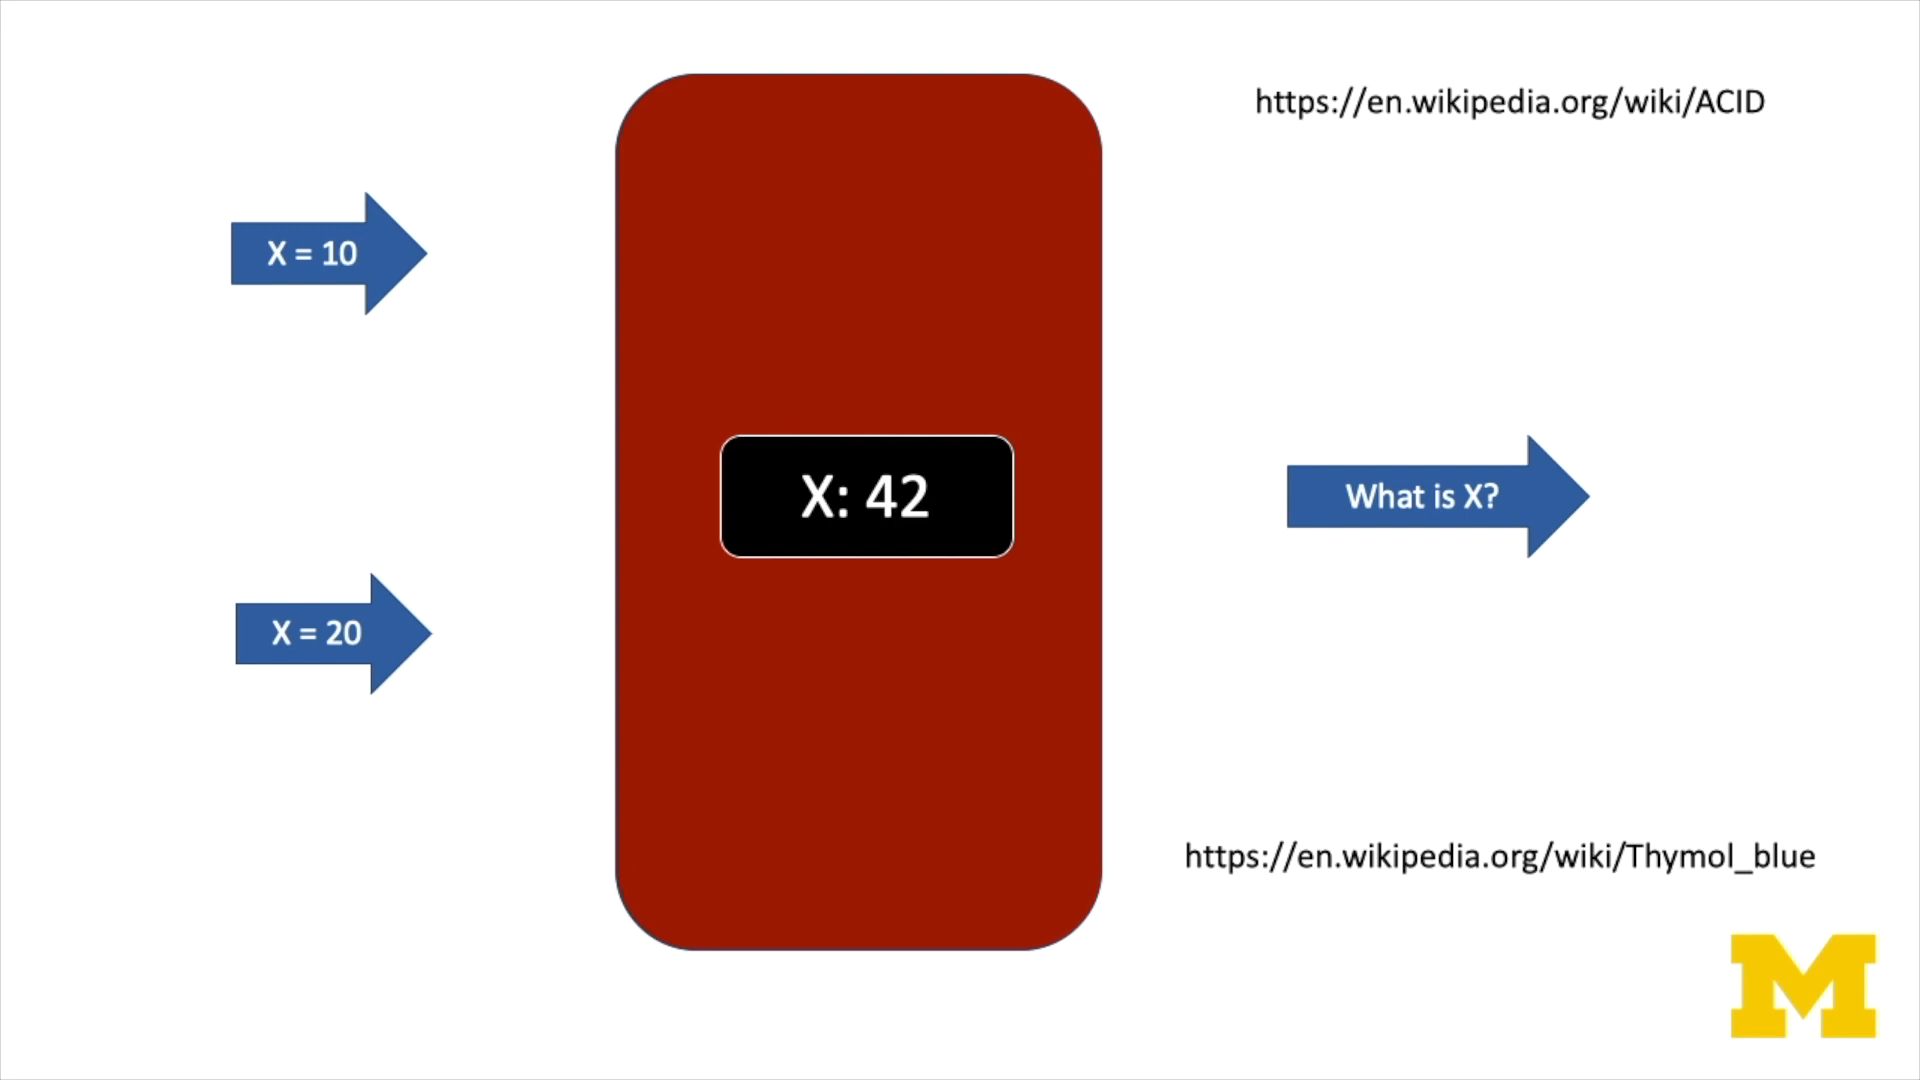 https://en.wikipedia.org/wiki/ACID
X = 10
X: 42
What is X?
X = 20
https://en.wikipedia.org/wiki/Thymol_blue
M